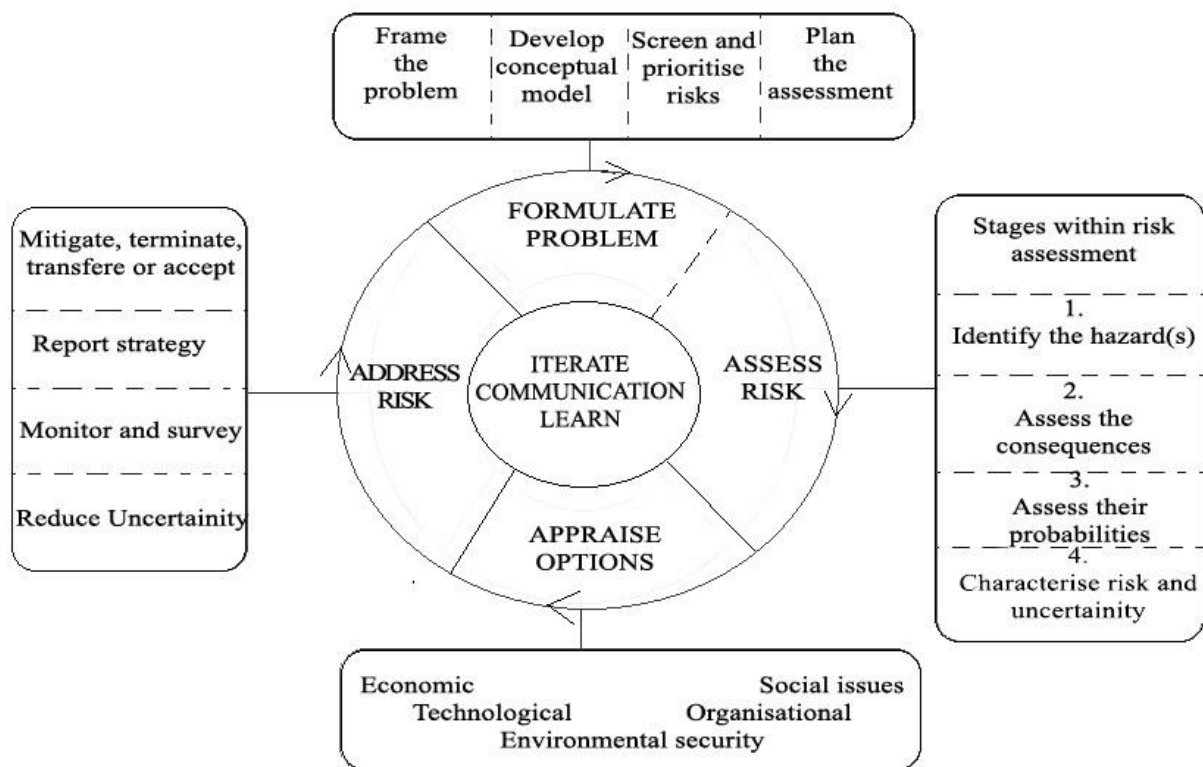 Frame
the
problem
Develop
conceptual
model
Screen and
prioritise
risks
Plan
the
assessment
FORMULATE
PROBLEM
Mitigate, terminate,
transfere or accept
Report strategy
Monitor and survey
Reduce Uncertainity
ADDRESS
RISK
ITERATE
COMMUNICATION
LEARN
ASSESS
RISK
Stages within risk
assessment
1.
Identify the hazard(s)
2.
Assess the
consequences
3.
Assess their
probabilities
4.
Characterise risk and
uncertainity
APPRAISE
OPTIONS
Economic
Social issues
Technological
Organisational
Environmental security